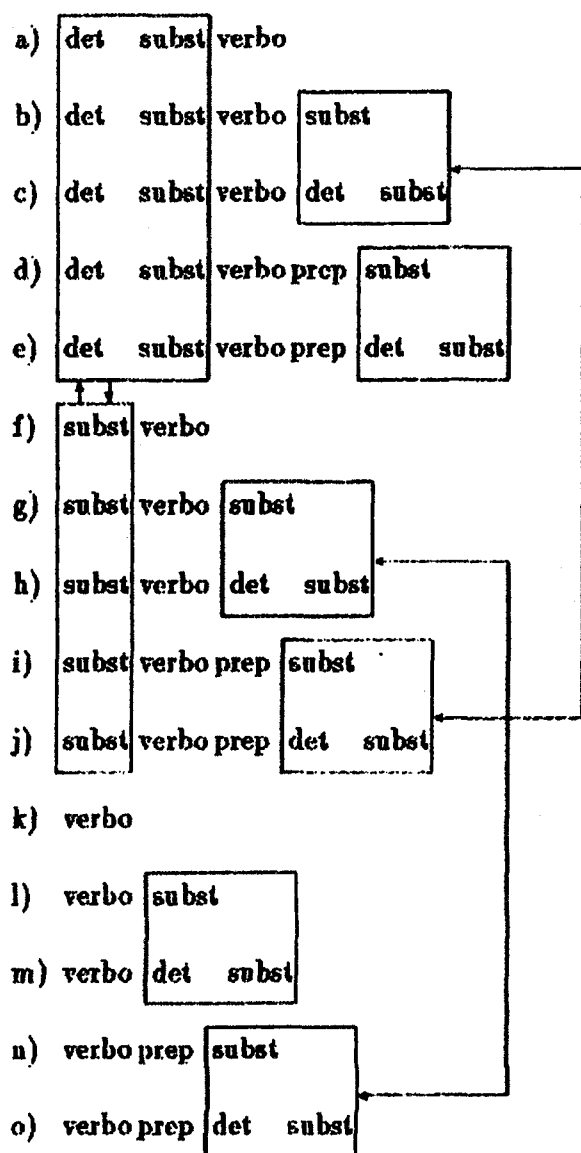 a) det subst verbo
b) det subst verbo subst
c) det subst verbo det subst
d) det subst verbo prep subst
e) det subst verbo prep det subst
f) subst verbo
g) subst verbo subst
h) subst verbo det subst
i) subst verbo prep subst
j) subst verbo prep det subst
k) verbo
l) verbo subst
m) verbo det subst
n) verbo prep subst
o) verbo prep det subst